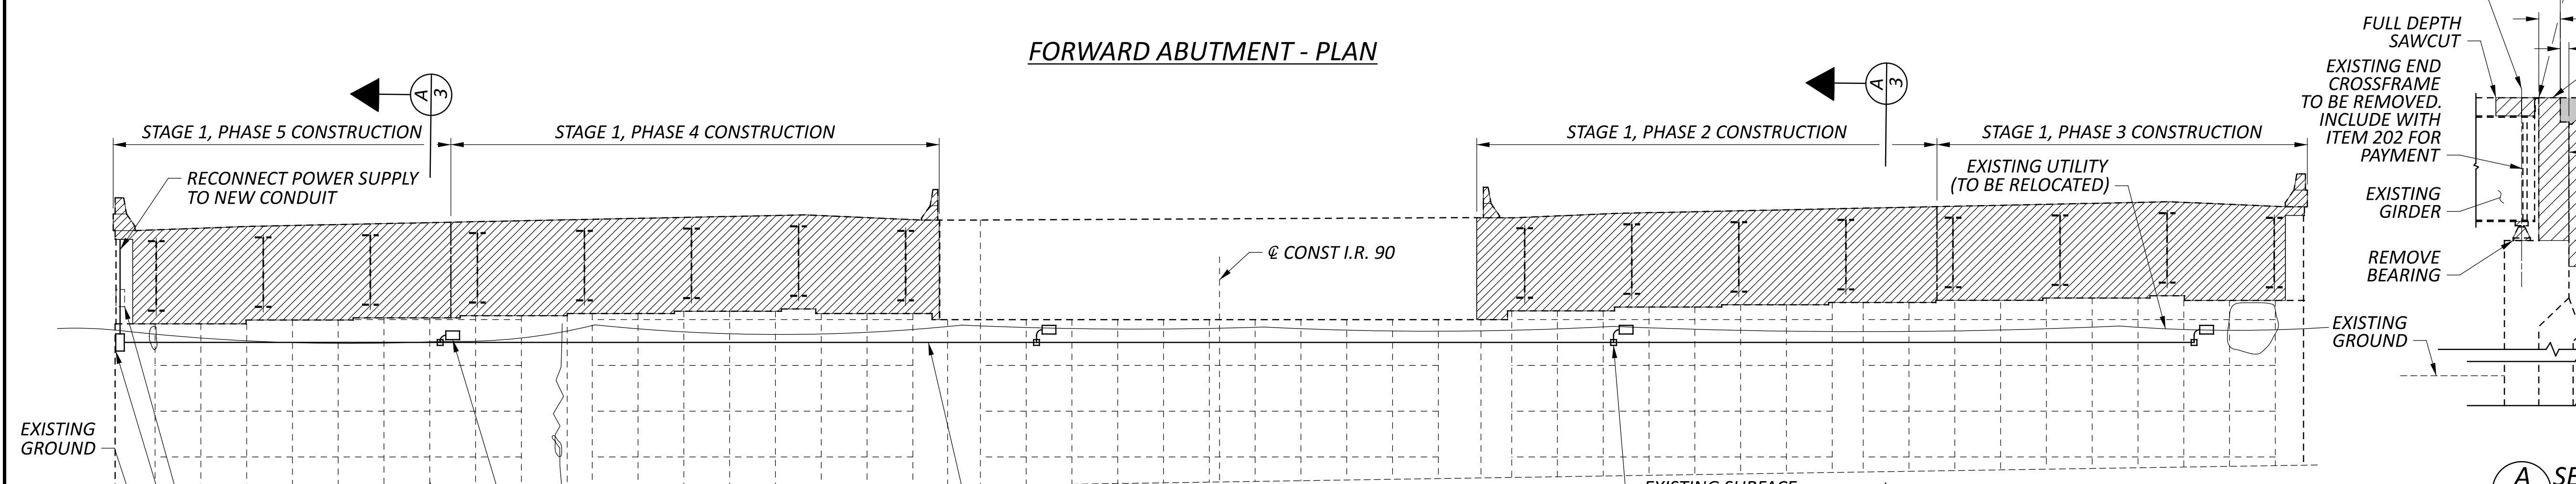 FORWARD ABUTMENT - PLAN
A
3
A
3
STAGE 1, PHASE 5 CONSTRUCTION
STAGE 1, PHASE 4 CONSTRUCTION
STAGE 1, PHASE 2 CONSTRUCTION
STAGE 1, PHASE 3 CONSTRUCTION
RECONNECT POWER SUPPLY
TO NEW CONDUIT
EXISTING UTILITY
(TO BE RELOCATED)
℄ CONST I.R. 90
EXISTING
GROUND
EXISTING SURFACE
FULL DEPTH
SAWCUT
EXISTING END
CROSSFRAME
TO BE REMOVED.
INCLUDE WITH
ITEM 202 FOR
PAYMENT
EXISTING
GIRDER
REMOVE
BEARING
EXISTING
GROUND
A